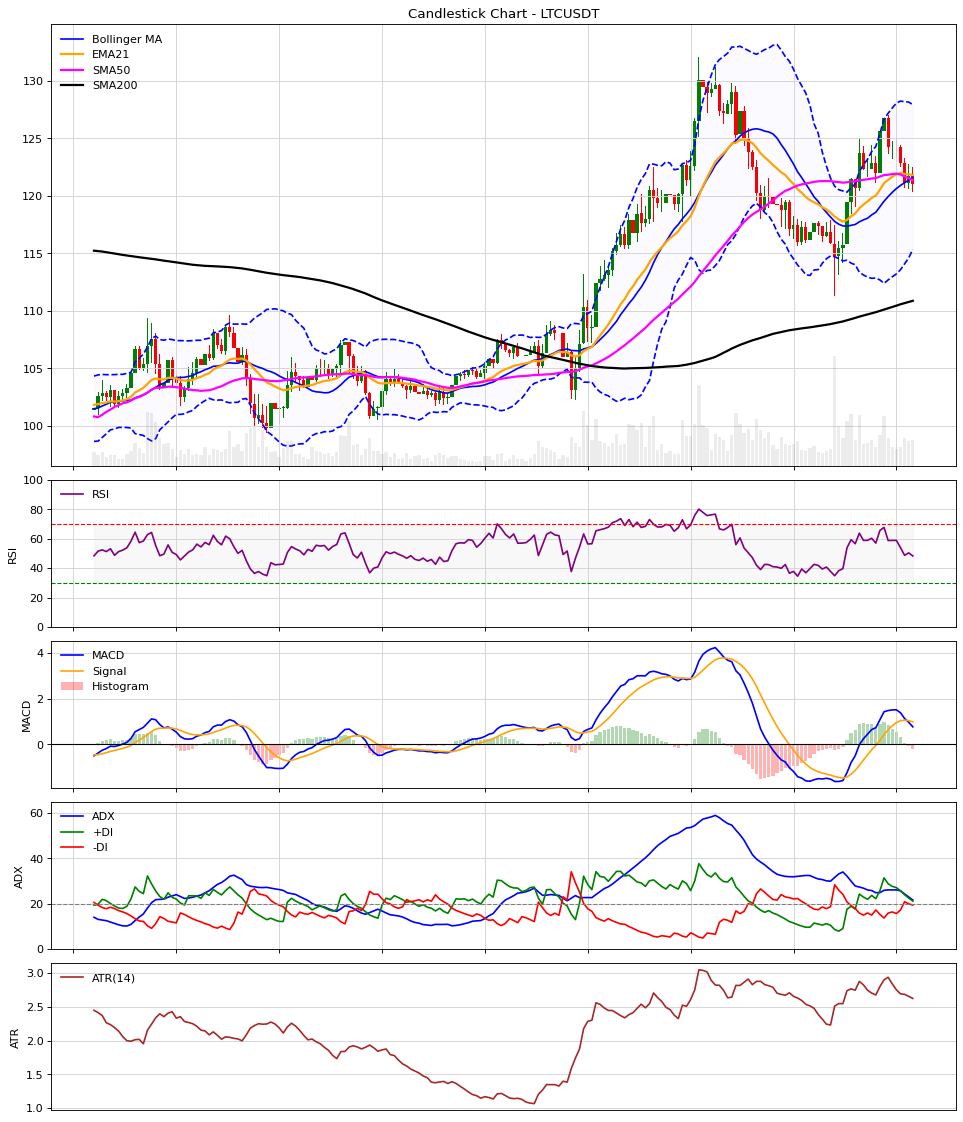 Candlestick Chart - LTCUSDT
Bollinger MA
EMA21
SMA50
SMA200
130
125
120
115
110
105
100
RSI
100
80
60
40
20
0
RSI
MACD
Signal
Histogram
4
2
0
MACD
ADX
+DI
-DI
60
40
20
0
ADX
ATR(14)
3.0
2.5
2.0
1.5
1.0
ATR